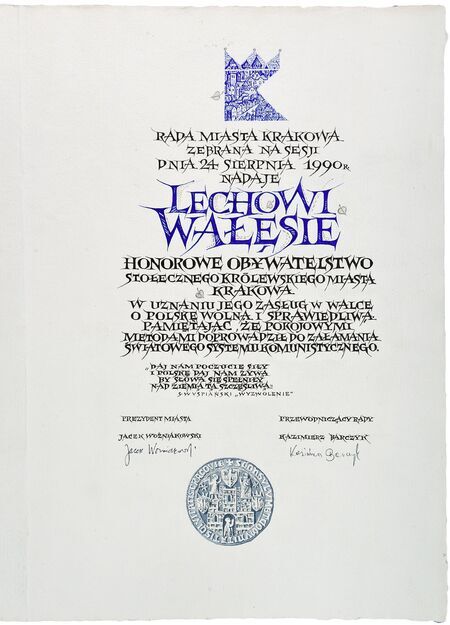 RADA MIASTA KRAKOWA
ZEBRANA NA SESJI
DNIA 24 SIERPNIA 1990 R.
NADAJE
LECHOWI
WAŁĘSIE
HONOROWE OBYWATELSTWO
STOŁECZNEGO KRÓLEWSKIEGO MIASTA
KRAKOWA
W UZNANIU JEGO ZASŁUG W WALCE
O POLSKĘ WOLNĄ I SPRAWIEDLIWĄ
PAMIĘTAJĄC, ŻE POKOJOWYMI
METODAMI DOPROWADZIŁ DO ZAŁAMANIA
ŚWIATOWEGO SYSTEMU KOMUNISTYCZNEGO.
„DAJ NAM POCZUCIE SIŁY
I POLSKĘ DAJ NAM ŻYWĄ
BY SŁOWA SIĘ SPEŁNIŁY
NAD ZIEMIĄ TĄ SZCZĘŚLIWĄ”
S. WYSPIAŃSKI „WYZWOLENIE”
PREZYDENT MIASTA
JACEK WOŹNIAKOWSKI
PRZEWODNICZĄCY RADY
KAZIMIERZ BARCZYK